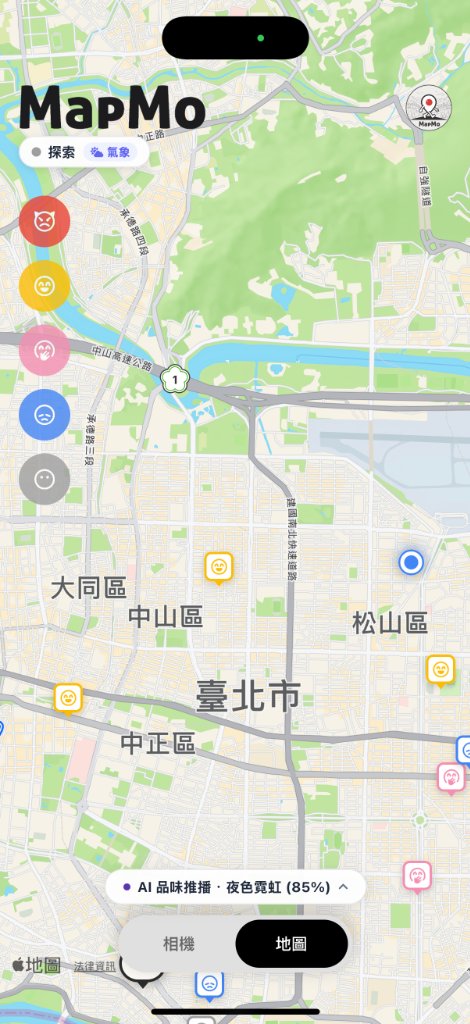 MapMo
中正路
探索 氣象
MapMo
自強隧道
承德路四段
中山高速公路
1
承德路三段
建國南北快速道路
大同區
中山區
松山區
臺北市
中正區
AI 品味推播 · 夜色霓虹 (85%)
相機 地圖
地圖 法律資訊